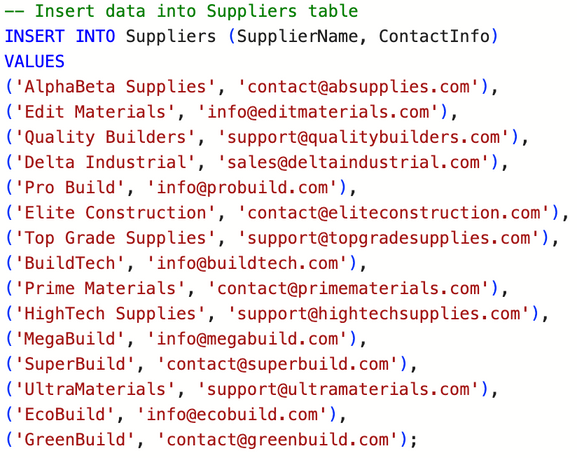 -- Insert data into Suppliers table
INSERT INTO Suppliers (SupplierName, ContactInfo)
VALUES
('AlphaBeta Supplies', 'contact@absupplies.com'),
('Edit Materials', 'info@editmaterials.com'),
('Quality Builders', 'support@qualitybuilders.com'),
('Delta Industrial', 'sales@deltaindustrial.com'),
('Pro Build', 'info@probuild.com'),
('Elite Construction', 'contact@eliteconstruction.com'),
('Top Grade Supplies', 'support@topgradesupplies.com'),
('BuildTech', 'info@buildtech.com'),
('Prime Materials', 'contact@primematerials.com'),
('HighTech Supplies', 'support@hightechsupplies.com'),
('MegaBuild', 'info@megabuild.com'),
('SuperBuild', 'contact@superbuild.com'),
('UltraMaterials', 'support@ultramaterials.com'),
('EcoBuild', 'info@ecobuild.com'),
('GreenBuild', 'contact@greenbuild.com');